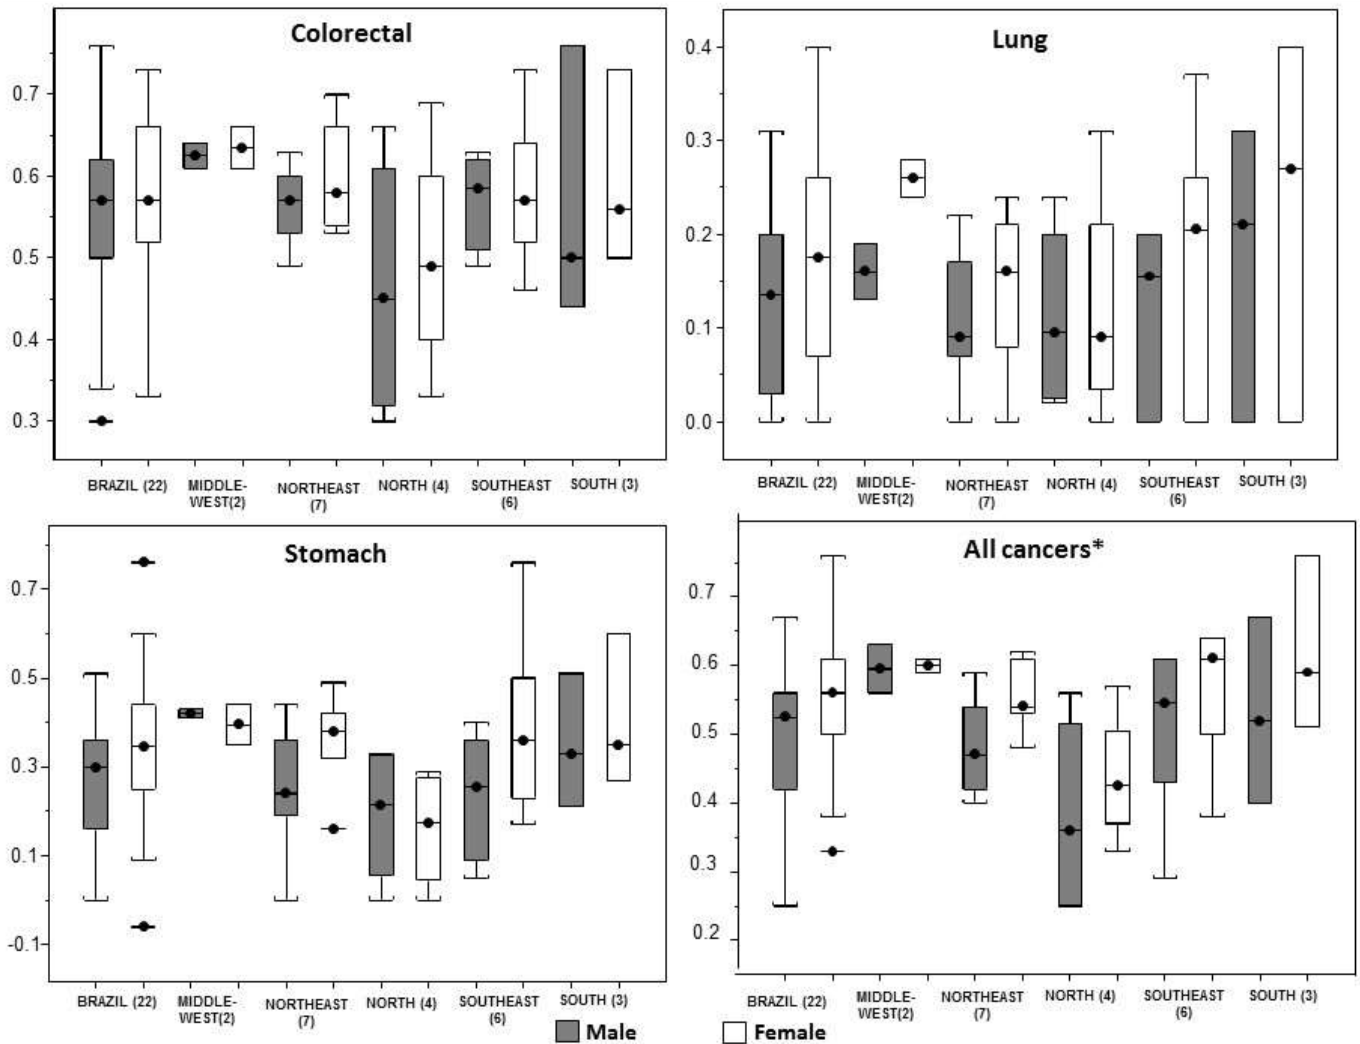 Colorectal
0.7
0.6
0.5
0.4
0.3
BRAZIL (22)
MIDDLE-
WEST(2)
NORTHEAST
(7)
NORTH (4)
SOUTHEAST
(6)
SOUTH (3)
Lung
0.4
0.3
0.2
0.1
0.0
BRAZIL (22)
MIDDLE-
WEST(2)
NORTHEAST
(7)
NORTH (4)
SOUTHEAST
(6)
SOUTH (3)
Stomach
0.7
0.5
0.3
0.1
-0.1
BRAZIL (22)
MIDDLE-
WEST(2)
NORTHEAST
(7)
NORTH (4)
SOUTHEAST
(6)
SOUTH (3)
All cancers*
0.7
0.6
0.5
0.4
0.3
0.2
BRAZIL (22)
MIDDLE-
WEST(2)
NORTHEAST
(7)
NORTH (4)
SOUTHEAST
(6)
SOUTH (3)
Male
Female